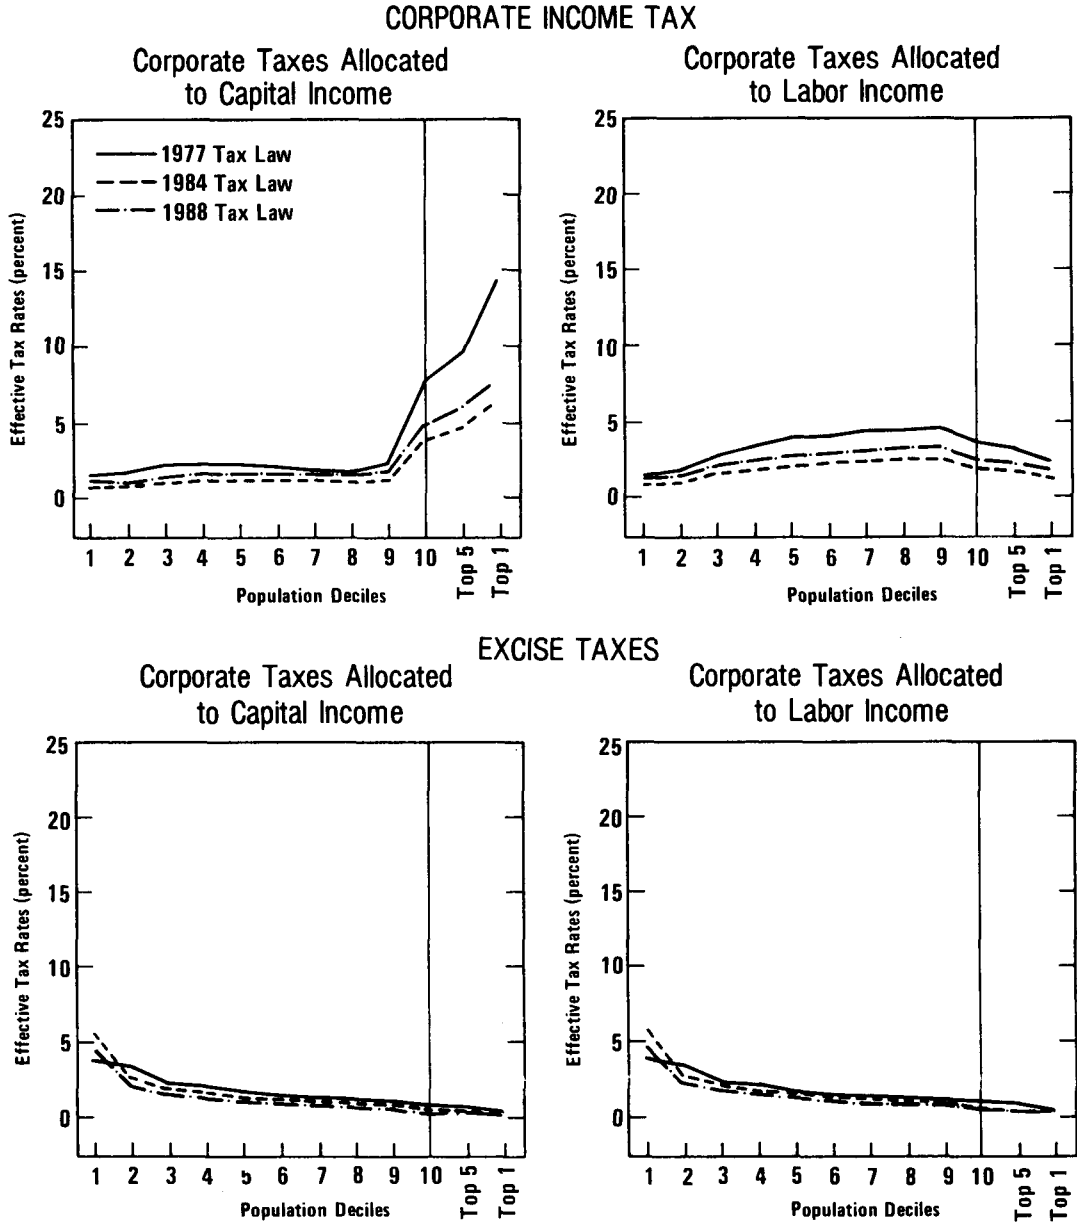 CORPORATE INCOME TAX
Corporate Taxes Allocated
to Capital Income
25
20
15
10
5
0
Effective Tax Rates (percent)
1977 Tax Law
1984 Tax Law
1988 Tax Law
1 2 3 4 5 6 7 8 9 10 Top 5 Top 1
Population Deciles
Corporate Taxes Allocated
to Labor Income
25
20
15
10
5
0
Effective Tax Rates (percent)
1 2 3 4 5 6 7 8 9 10 Top 5 Top 1
Population Deciles
EXCISE TAXES
Corporate Taxes Allocated
to Capital Income
25
20
15
10
5
0
Effective Tax Rates (percent)
1 2 3 4 5 6 7 8 9 10 Top 5 Top 1
Population Deciles
Corporate Taxes Allocated
to Labor Income
25
20
15
10
5
0
Effective Tax Rates (percent)
1 2 3 4 5 6 7 8 9 10 Top 5 Top 1
Population Deciles